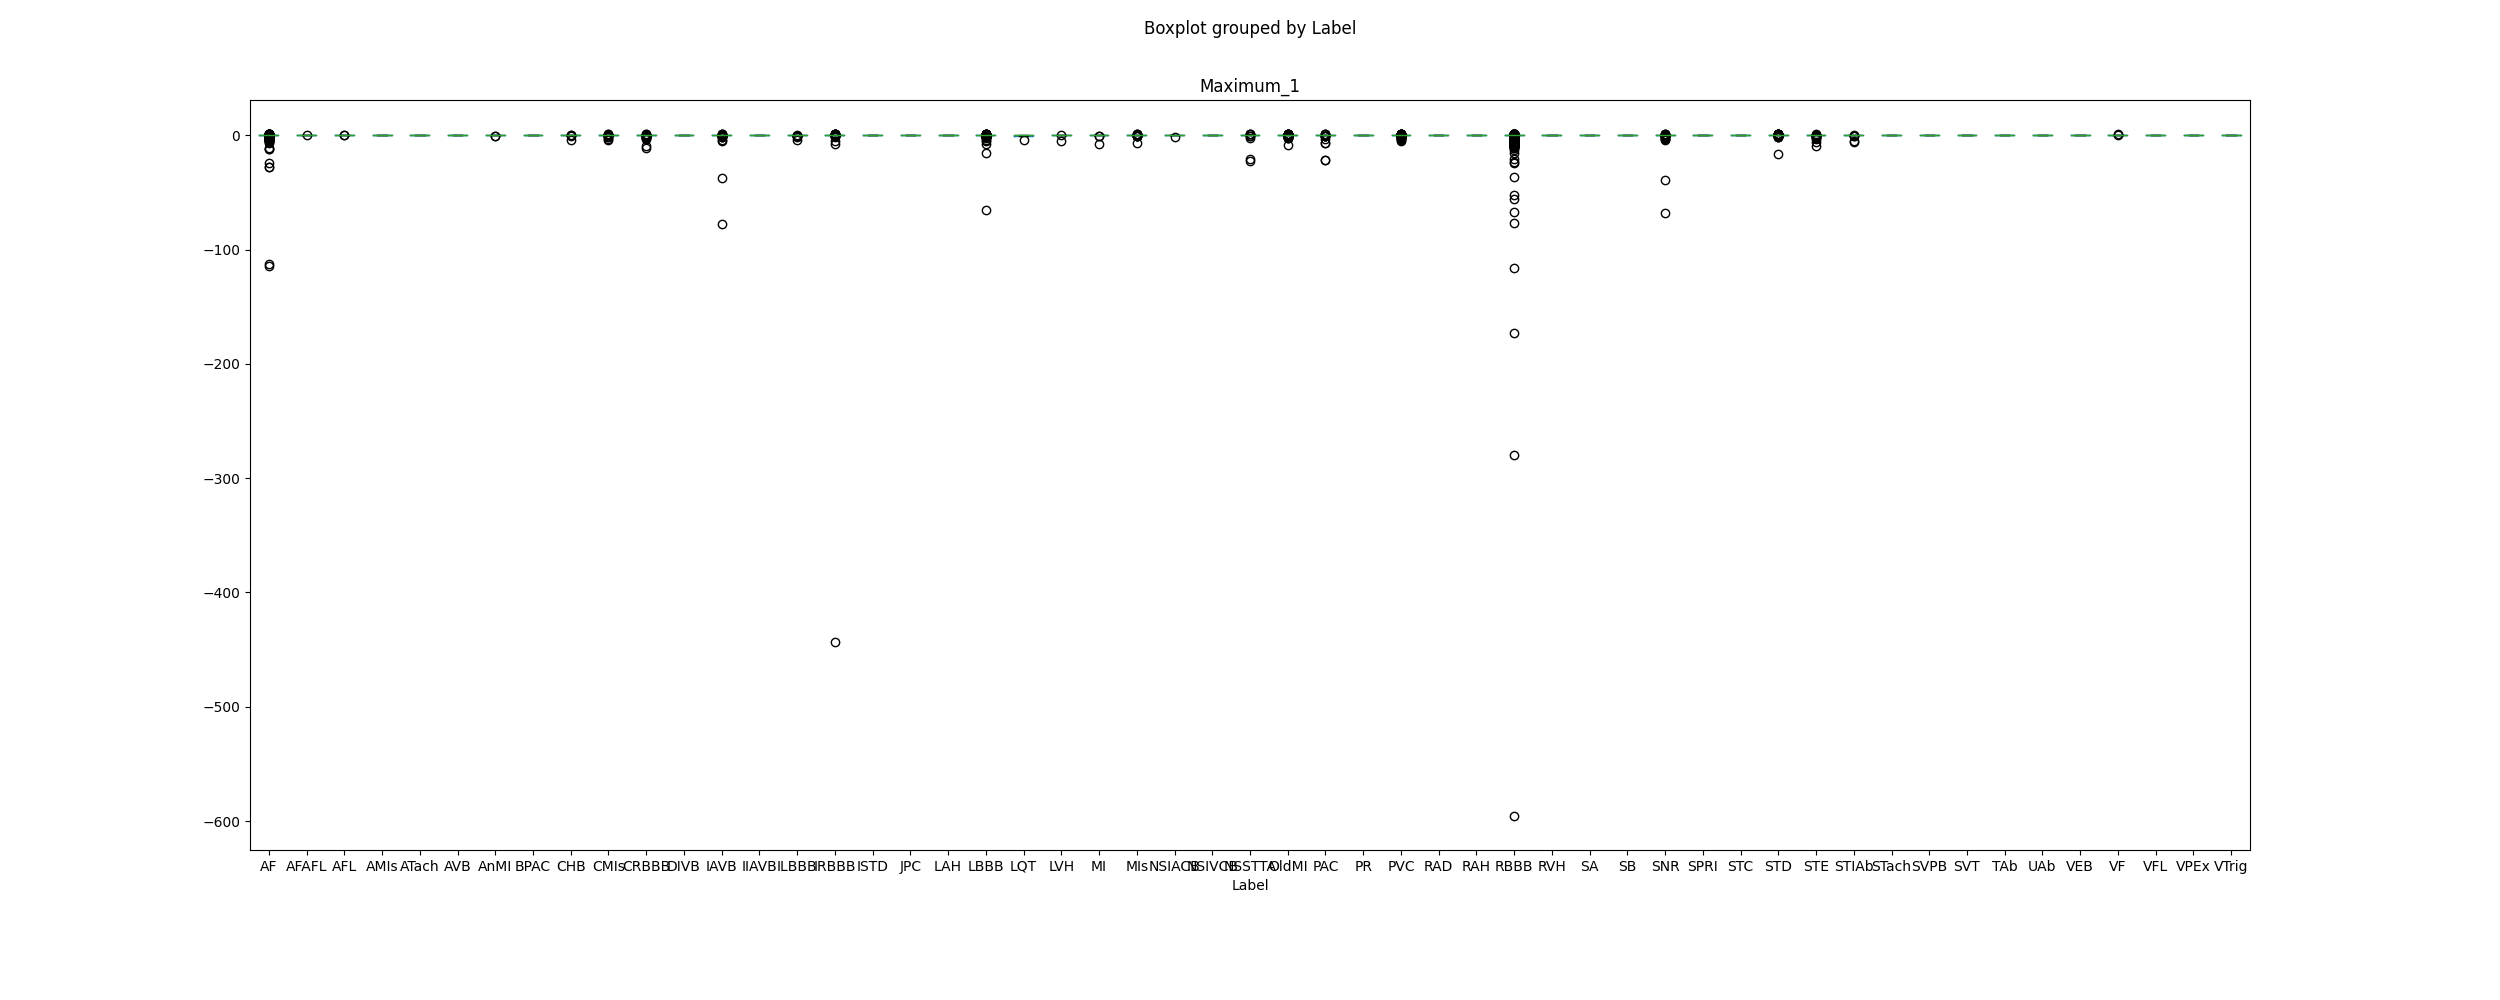 Boxplot grouped by Label
Maximum_1
0
−100
−200
−300
−400
−500
−600
AF AFAFL AFL AMIs ATach AVB AnMI BPAC CHB CMIs CRBBB DIVB IAVB IIAVB ILBBB IRBBB ISTD JPC LAH LBBB LQT LVH MI MIs NSIACB NSIVCB NSSTTA OldMI PAC PR PVC RAD RAH RBBB RVH SA SB SNR SPRI STC STD STE STIAb STach SVPB SVT TAb UAb VEB VF VFL VPEx VTrig
Label